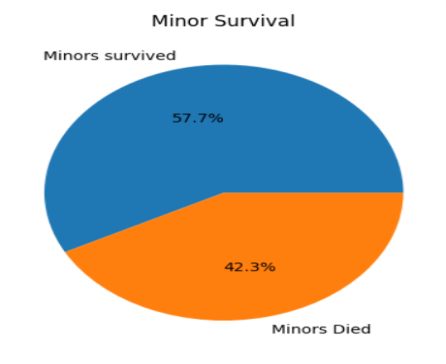 Minor Survival
Minors survived
57.7%
42.3%
Minors Died